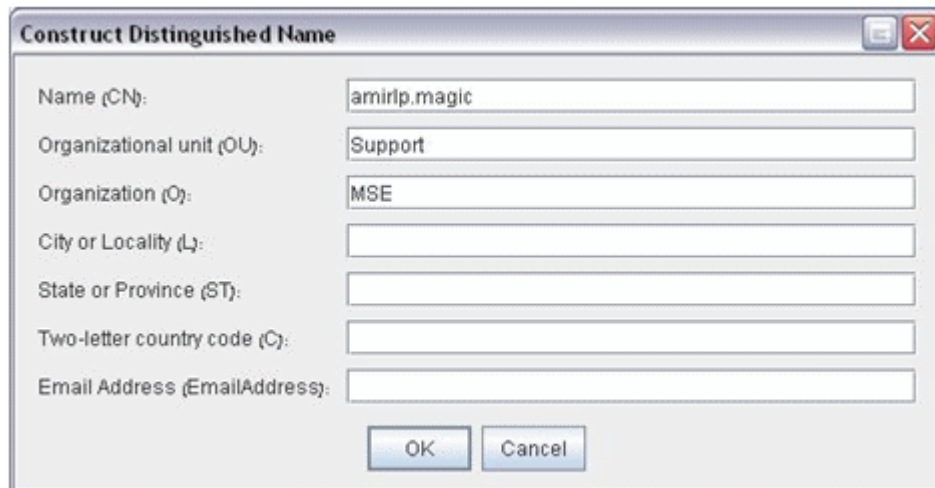 Construct Distinguished Name
Name (CN): amirlp.magic
Organizational unit (OU): Support
Organization (O): MSE
City or Locality (L):
State or Province (ST):
Two-letter country code (C):
Email Address (EmailAddress):
OK Cancel